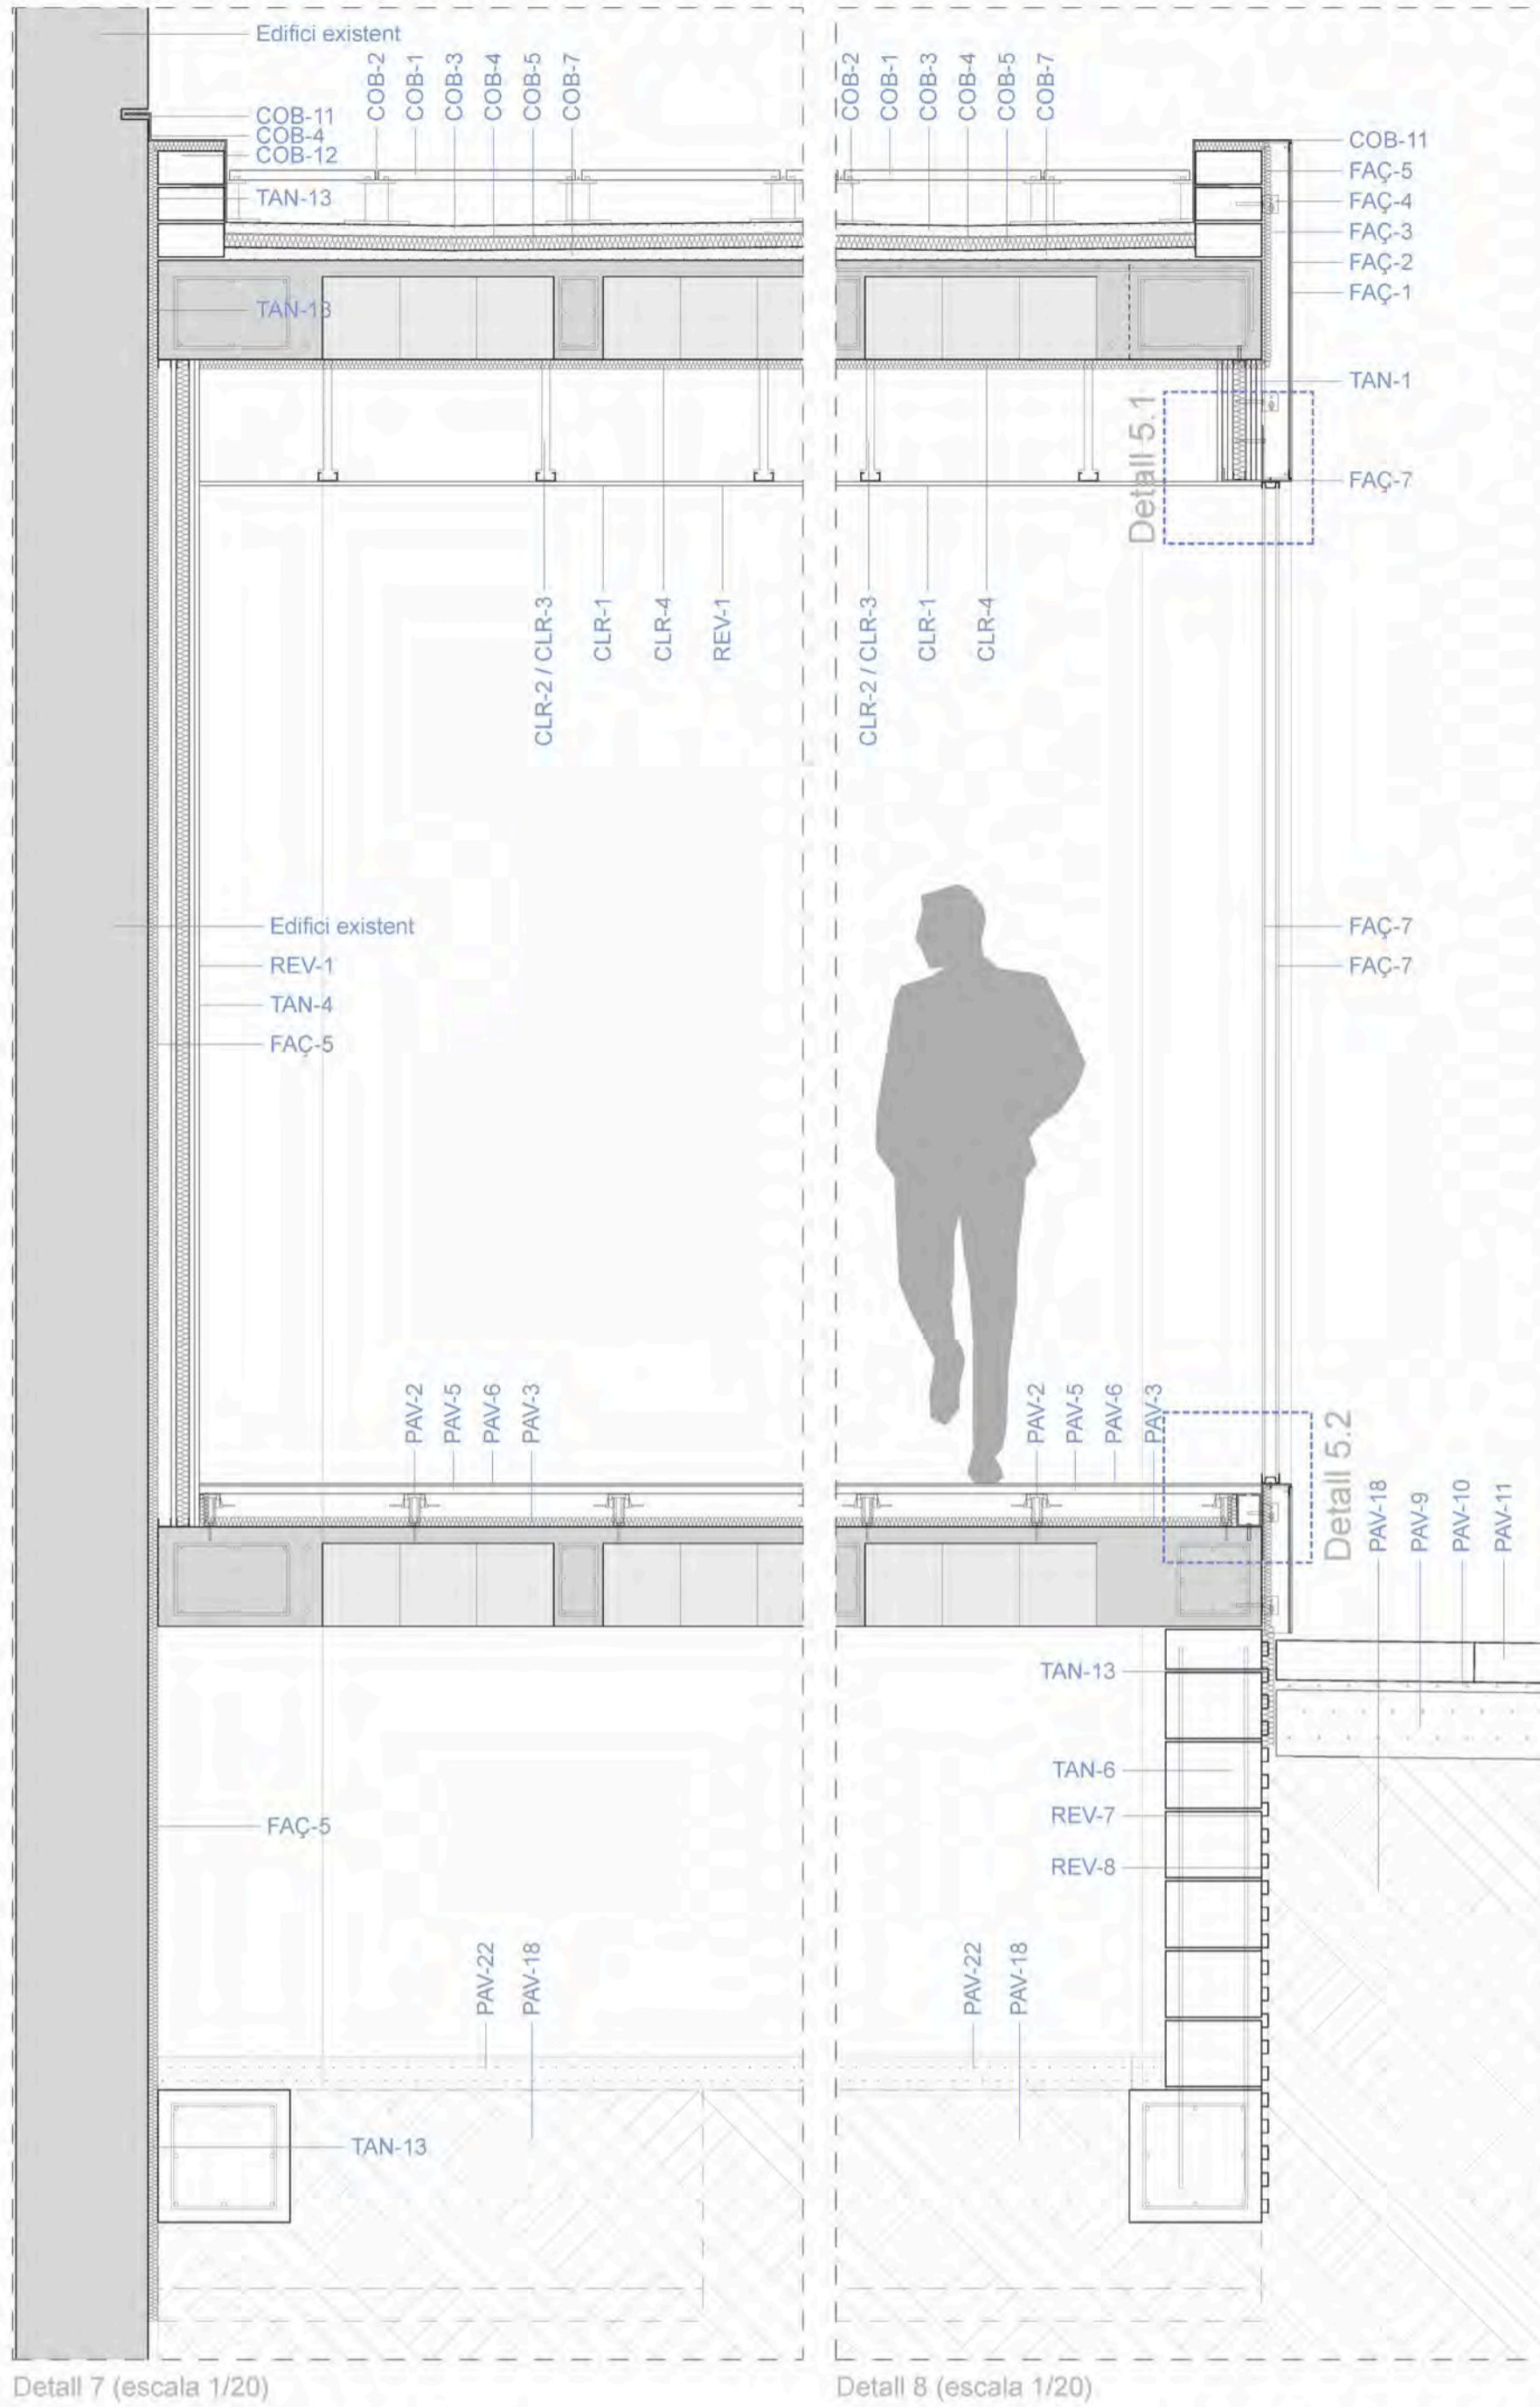 Edifici existent
COB-2
COB-1
COB-3
COB-4
COB-5
COB-7
COB-11
COB-4
COB-12
TAN-13
TAN-13
CLR-2 / CLR-3
CLR-1
CLR-4
REV-1
Edifici existent
REV-1
TAN-4
FAÇ-5
PAV-2
PAV-5
PAV-6
PAV-3
FAÇ-5
PAV-22
PAV-18
TAN-13
Detall 7 (escala 1/20)
COB-2
COB-1
COB-3
COB-4
COB-5
COB-7
COB-11
FAÇ-5
FAÇ-4
FAÇ-3
FAÇ-2
FAÇ-1
TAN-1
Detall 5.1
FAÇ-7
CLR-2 / CLR-3
CLR-1
CLR-4
FAÇ-7
FAÇ-7
PAV-2
PAV-5
PAV-6
PAV-3
Detall 5.2
PAV-18
PAV-9
PAV-10
PAV-11
TAN-13
TAN-6
REV-7
REV-8
PAV-22
PAV-18
Detall 8 (escala 1/20)